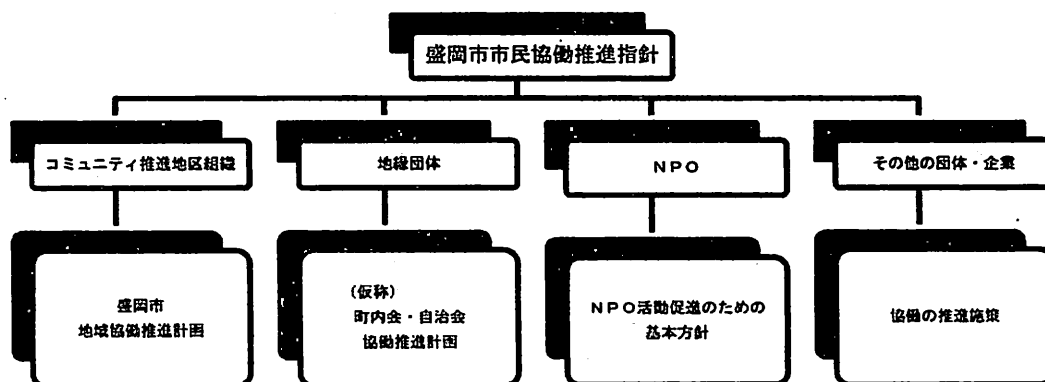 盛岡市市民協働推進指針
コミュニティ推進地区組織
地縁団体
NPO
その他の団体・企業
盛岡市
地域協働推進計画
(仮称)
町内会・自治会
協働推進計画
NPO活動促進のための
基本方針
協働の推進施策